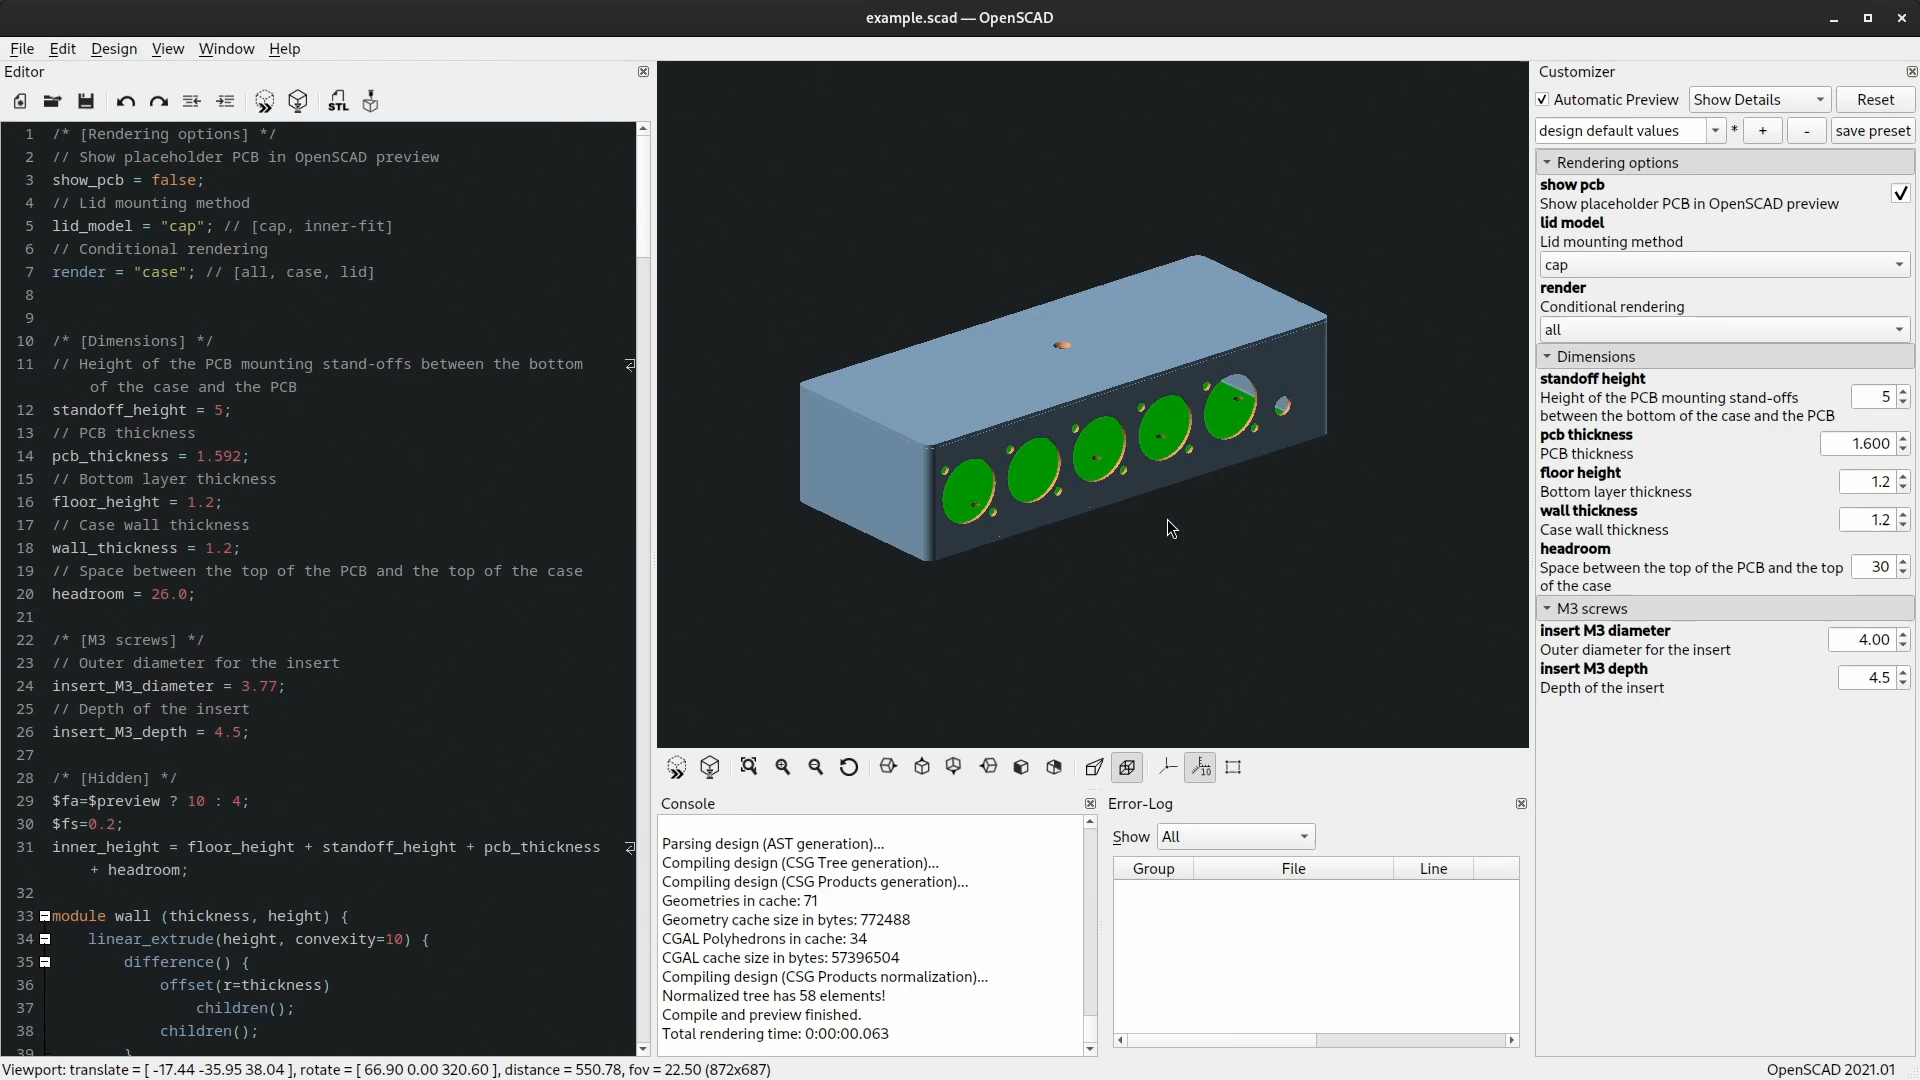 example.scad — OpenSCAD
File Edit Design View Window Help
Editor
STL
1 /* [Rendering options] */
2 // Show placeholder PCB in OpenSCAD preview
3 show_pcb = false;
4 // Lid mounting method
5 lid_model = "cap"; // [cap, inner-fit]
6 // Conditional rendering
7 render = "case"; // [all, case, lid]
8
9
10 /* [Dimensions] */
11 // Height of the PCB mounting stand-offs between the bottom
of the case and the PCB
12 standoff_height = 5;
13 // PCB thickness
14 pcb_thickness = 1.592;
15 // Bottom layer thickness
16 floor_height = 1.2;
17 // Case wall thickness
18 wall_thickness = 1.2;
19 // Space between the top of the PCB and the top of the case
20 headroom = 26.0;
21
22 /* [M3 screws] */
23 // Outer diameter for the insert
24 insert_M3_diameter = 3.77;
25 // Depth of the insert
26 insert_M3_depth = 4.5;
27
28 /* [Hidden] */
29 $fa=$preview ? 10 : 4;
30 $fs=0.2;
31 inner_height = floor_height + standoff_height + pcb_thickness
+ headroom;
32
33 module wall (thickness, height) {
34 linear_extrude(height, convexity=10) {
35 difference() {
36 offset(r=thickness)
37 children();
38 children();
39 }
10
Console
Parsing design (AST generation)...
Compiling design (CSG Tree generation)...
Compiling design (CSG Products generation)...
Geometries in cache: 71
Geometry cache size in bytes: 772488
CGAL Polyhedrons in cache: 34
CGAL cache size in bytes: 57396504
Compiling design (CSG Products normalization)...
Normalized tree has 58 elements!
Compile and preview finished.
Total rendering time: 0:00:00.063
Error-Log
Show All
Group File Line
Customizer
Automatic Preview Show Details Reset
design default values * + - save preset
Rendering options
show pcb
Show placeholder PCB in OpenSCAD preview
lid model
Lid mounting method
cap
render
Conditional rendering
all
Dimensions
standoff height
Height of the PCB mounting stand-offs
between the bottom of the case and the PCB
5
pcb thickness
PCB thickness
1.600
floor height
Bottom layer thickness
1.2
wall thickness
Case wall thickness
1.2
headroom
Space between the top of the PCB and the top
of the case
30
M3 screws
insert M3 diameter
Outer diameter for the insert
4.00
insert M3 depth
Depth of the insert
4.5
Viewport: translate = [ -17.44 -35.95 38.04 ], rotate = [ 66.90 0.00 320.60 ], distance = 550.78, fov = 22.50 (872x687)
OpenSCAD 2021.01